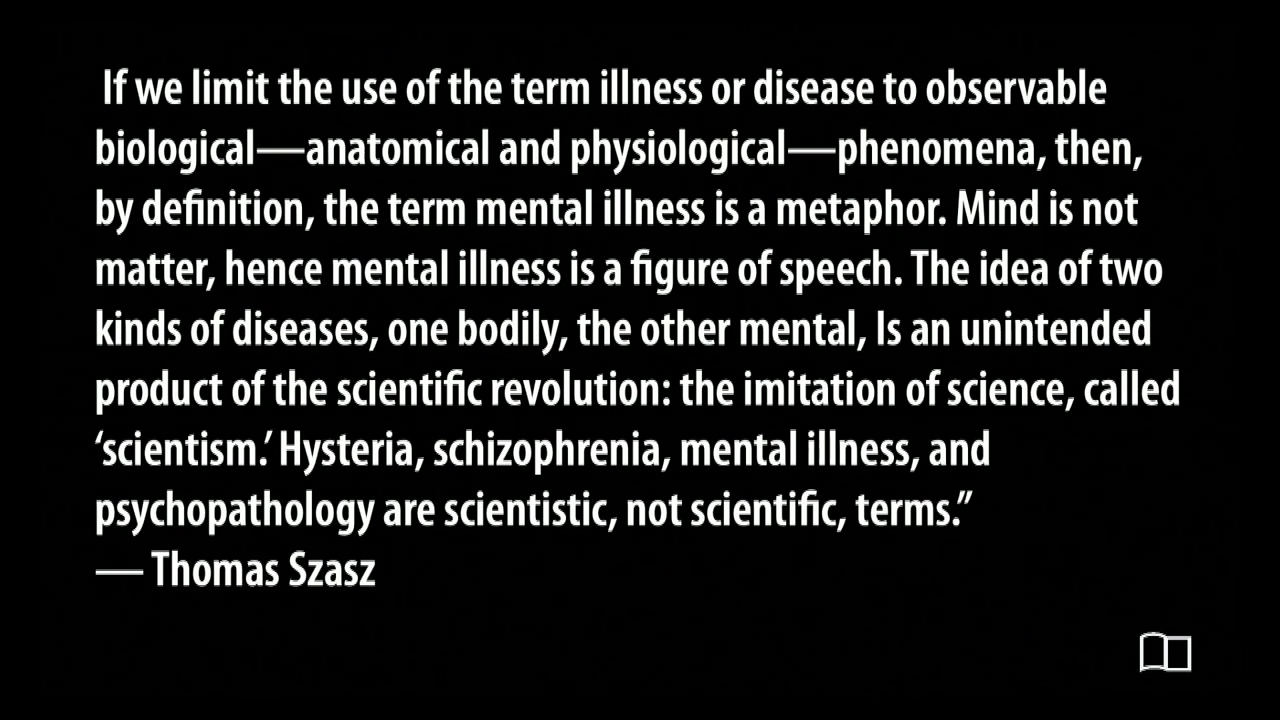 If we limit the use of the term illness or disease to observable
biological—anatomical and physiological—phenomena, then,
by definition, the term mental illness is a metaphor. Mind is not
matter, hence mental illness is a figure of speech. The idea of two
kinds of diseases, one bodily, the other mental, Is an unintended
product of the scientific revolution: the imitation of science, called
‘scientism.’ Hysteria, schizophrenia, mental illness, and
psychopathology are scientistic, not scientific, terms.”
— Thomas Szasz